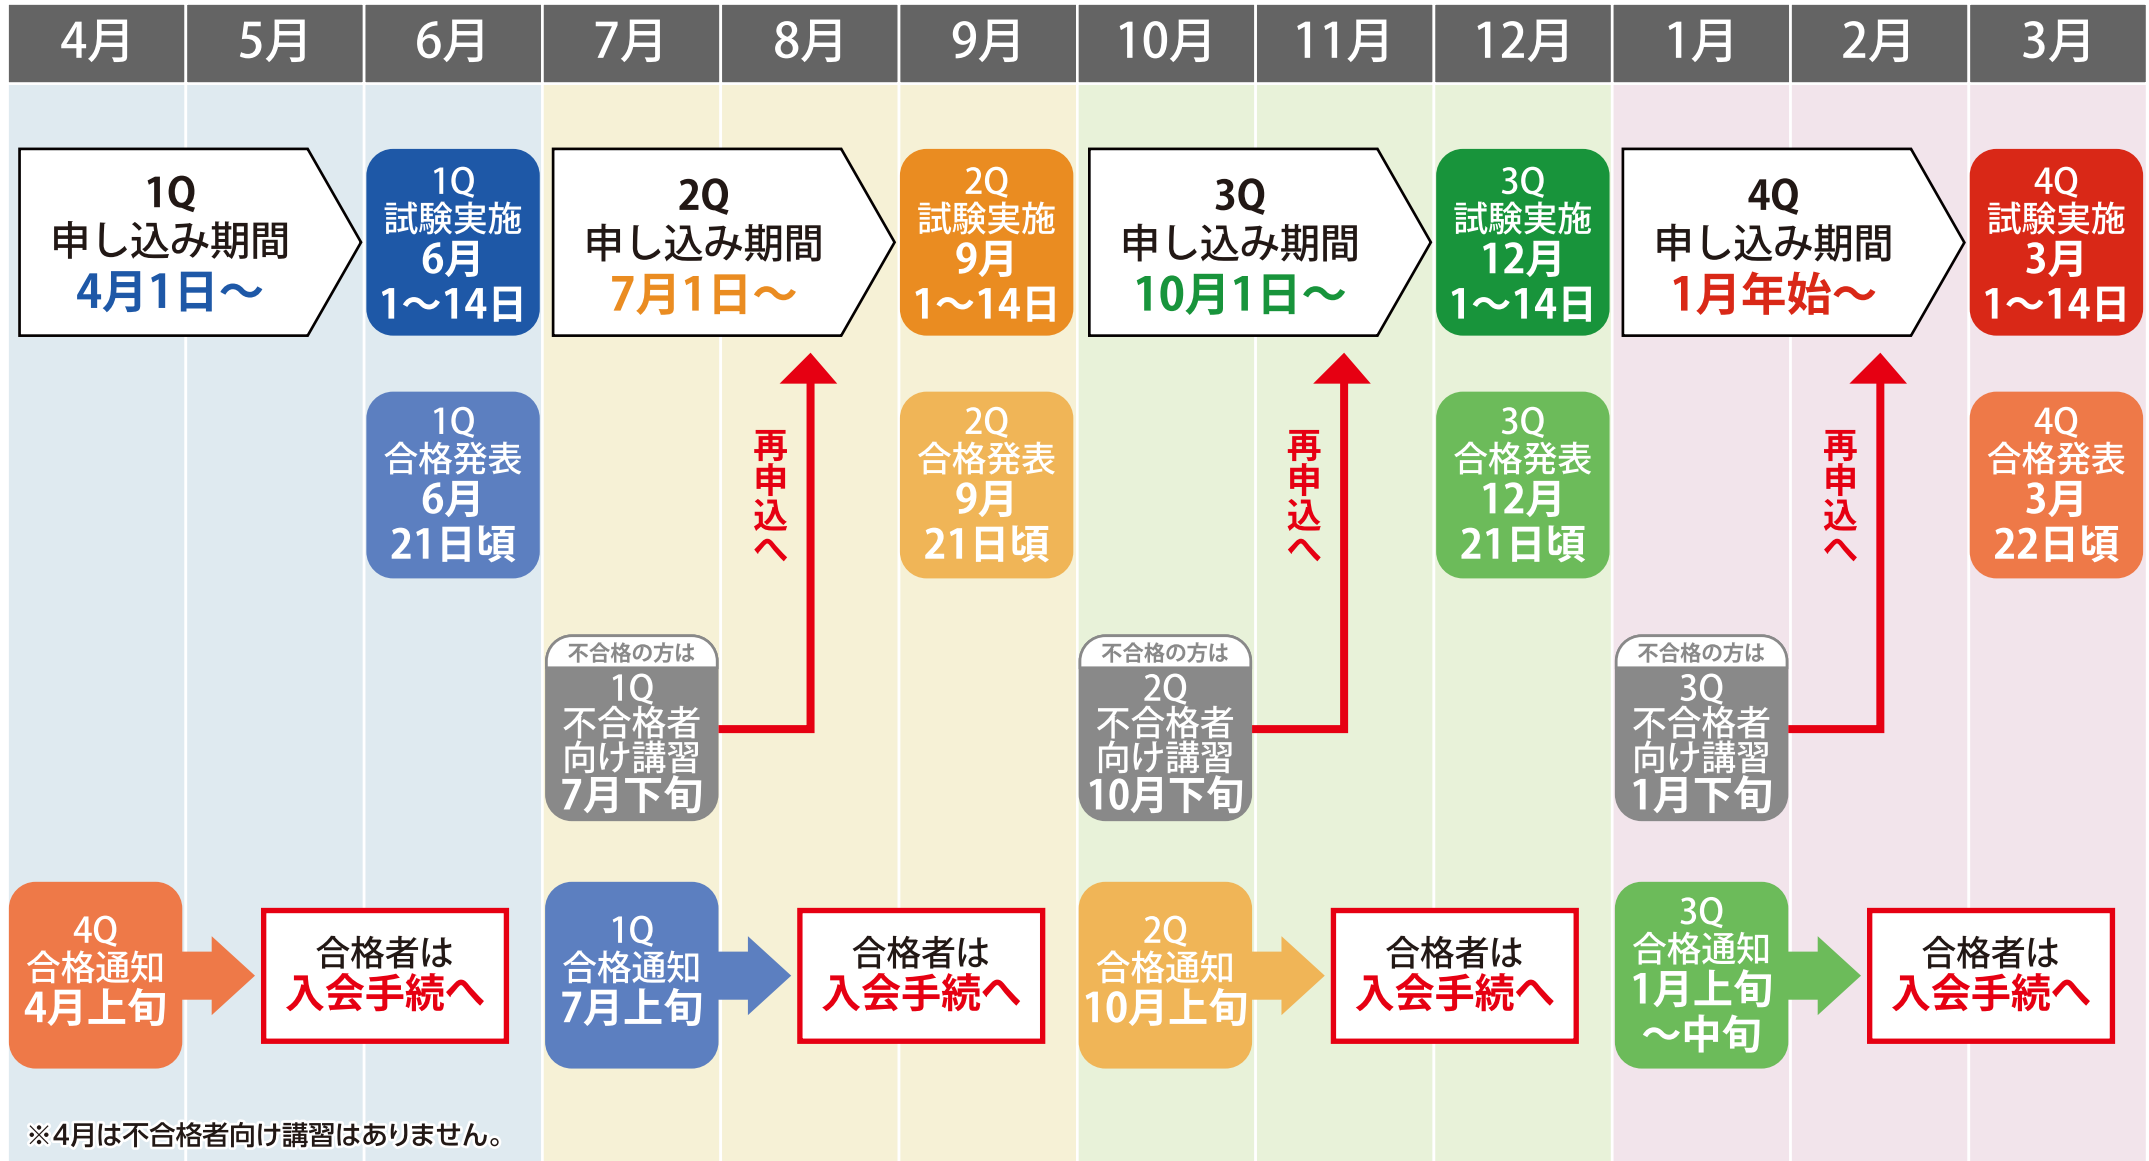 4月 5月 6月 7月 8月 9月 10月 11月 12月 1月 2月 3月
1Q
申し込み期間
4月1日〜
1Q
試験実施
6月
1〜14日
2Q
申し込み期間
7月1日〜
2Q
試験実施
9月
1〜14日
3Q
申し込み期間
10月1日〜
3Q
試験実施
12月
1〜14日
4Q
申し込み期間
1月年始〜
4Q
試験実施
3月
1〜14日
1Q
合格発表
6月
21日頃
再申込へ
2Q
合格発表
9月
21日頃
再申込へ
3Q
合格発表
12月
21日頃
再申込へ
4Q
合格発表
3月
22日頃
不合格の方は
1Q
不合格者
向け講習
7月下旬
不合格の方は
2Q
不合格者
向け講習
10月下旬
不合格の方は
3Q
不合格者
向け講習
1月下旬
4Q
合格通知
4月上旬
合格者は
入会手続へ
1Q
合格通知
7月上旬
合格者は
入会手続へ
2Q
合格通知
10月上旬
合格者は
入会手続へ
3Q
合格通知
1月上旬
〜中旬
合格者は
入会手続へ
※4月は不合格者向け講習はありません。